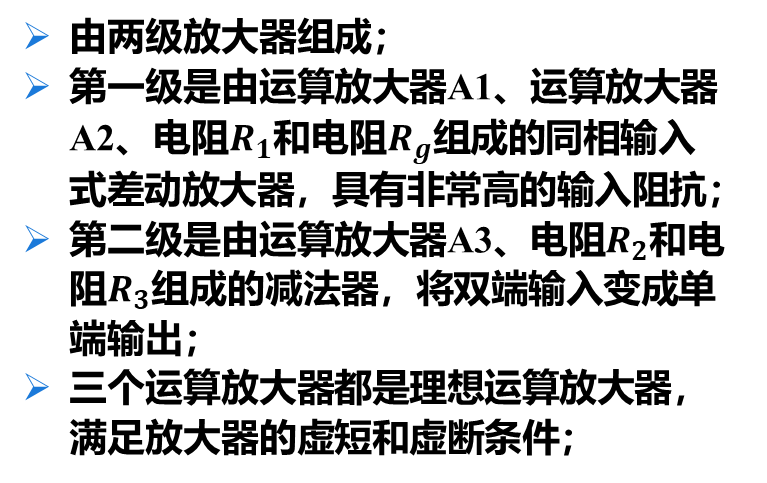 ➢ 由两级放大器组成；
➢ 第一级是由运算放大器A1、运算放大器
A2、电阻R₁和电阻R_g组成的同相输入
式差动放大器，具有非常高的输入阻抗；
➢ 第二级是由运算放大器A3、电阻R₂和电
阻R₃组成的减法器，将双端输入变成单
端输出；
➢ 三个运算放大器都是理想运算放大器，
满足放大器的虚短和虚断条件；